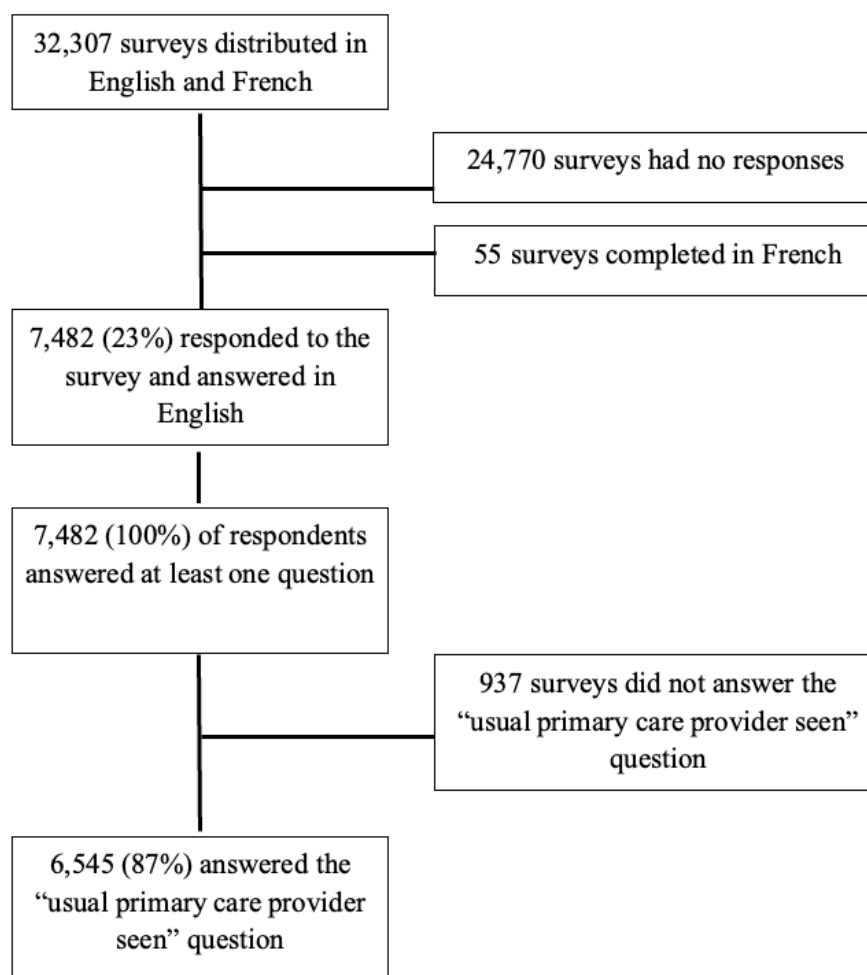 32,307 surveys distributed in
English and French
24,770 surveys had no responses
55 surveys completed in French
7,482 (23%) responded to the
survey and answered in
English
7,482 (100%) of respondents
answered at least one question
937 surveys did not answer the
“usual primary care provider seen”
question
6,545 (87%) answered the
“usual primary care provider
seen” question